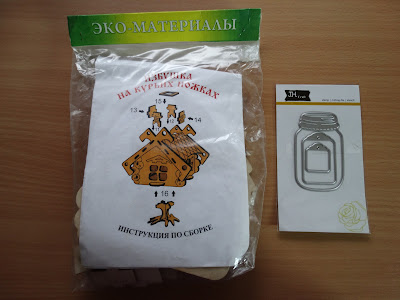 ЭКО-МАТЕРИАЛЫ
ИЗБУШКА
НА КУРЬИХ НОЖКАХ
15
13
14
16
ИНСТРУКЦИЯ ПО СБОРКЕ